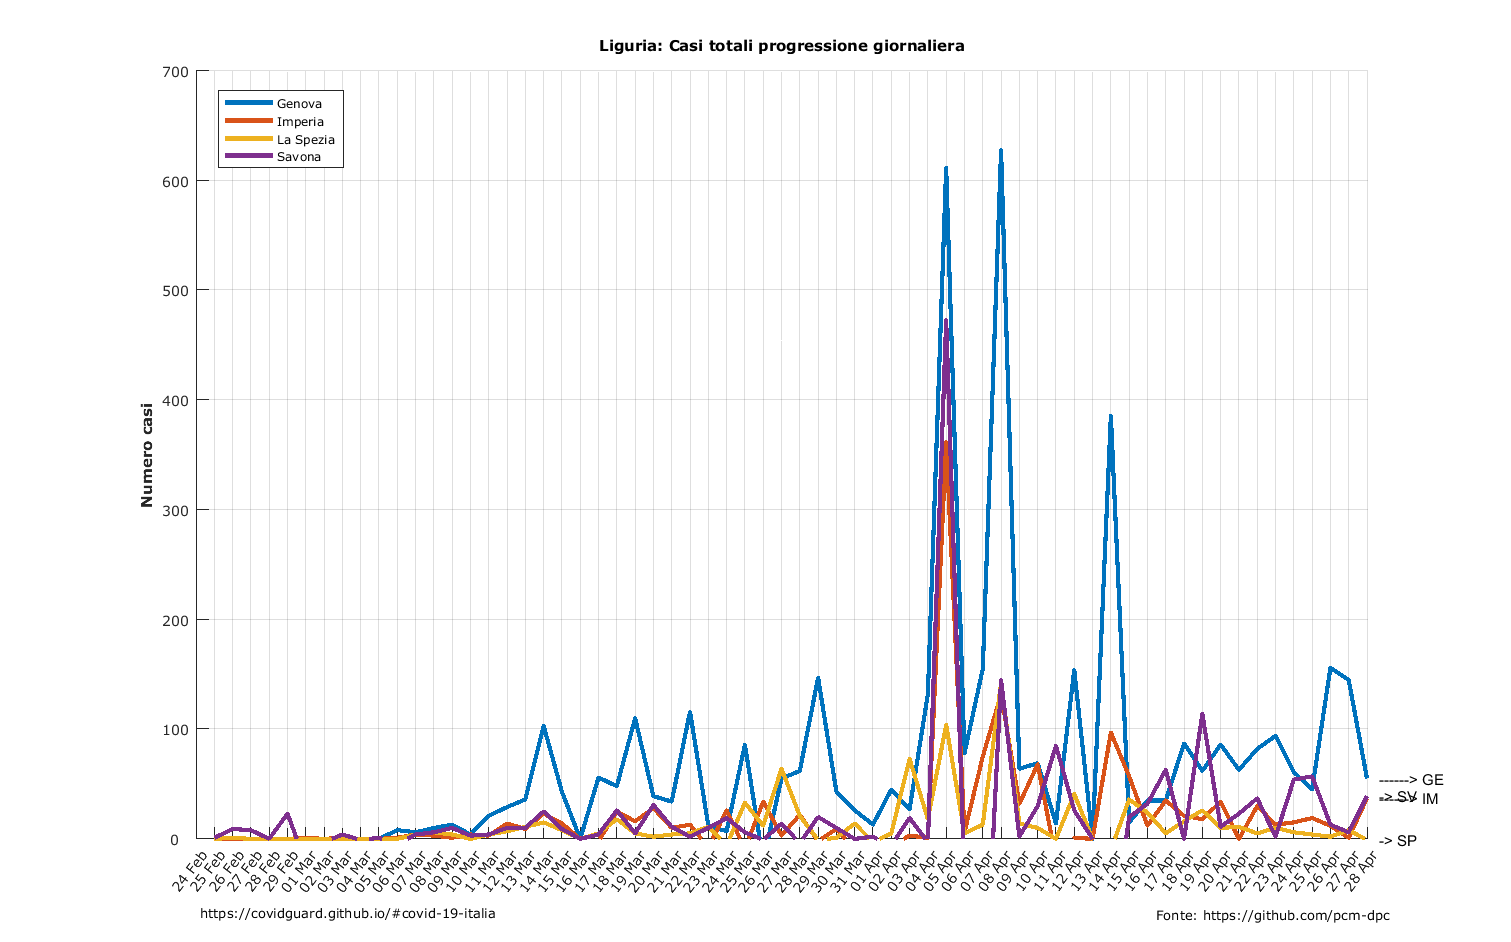 Liguria: Casi totali progressione giornaliera
Numero casi
700
600
500
400
300
200
100
0
Genova
Imperia
La Spezia
Savona
------> GE
-> SV
-----> IM
-> SP
24 Feb
25 Feb
26 Feb
27 Feb
28 Feb
29 Feb
01 Mar
02 Mar
03 Mar
04 Mar
05 Mar
06 Mar
07 Mar
08 Mar
09 Mar
10 Mar
11 Mar
12 Mar
13 Mar
14 Mar
15 Mar
16 Mar
17 Mar
18 Mar
19 Mar
20 Mar
21 Mar
22 Mar
23 Mar
24 Mar
25 Mar
26 Mar
27 Mar
28 Mar
29 Mar
30 Mar
31 Mar
01 Apr
02 Apr
03 Apr
04 Apr
05 Apr
06 Apr
07 Apr
08 Apr
09 Apr
10 Apr
11 Apr
12 Apr
13 Apr
14 Apr
15 Apr
16 Apr
17 Apr
18 Apr
19 Apr
20 Apr
21 Apr
22 Apr
23 Apr
24 Apr
25 Apr
26 Apr
27 Apr
28 Apr
https://covidguard.github.io/#covid-19-italia
Fonte: https://github.com/pcm-dpc